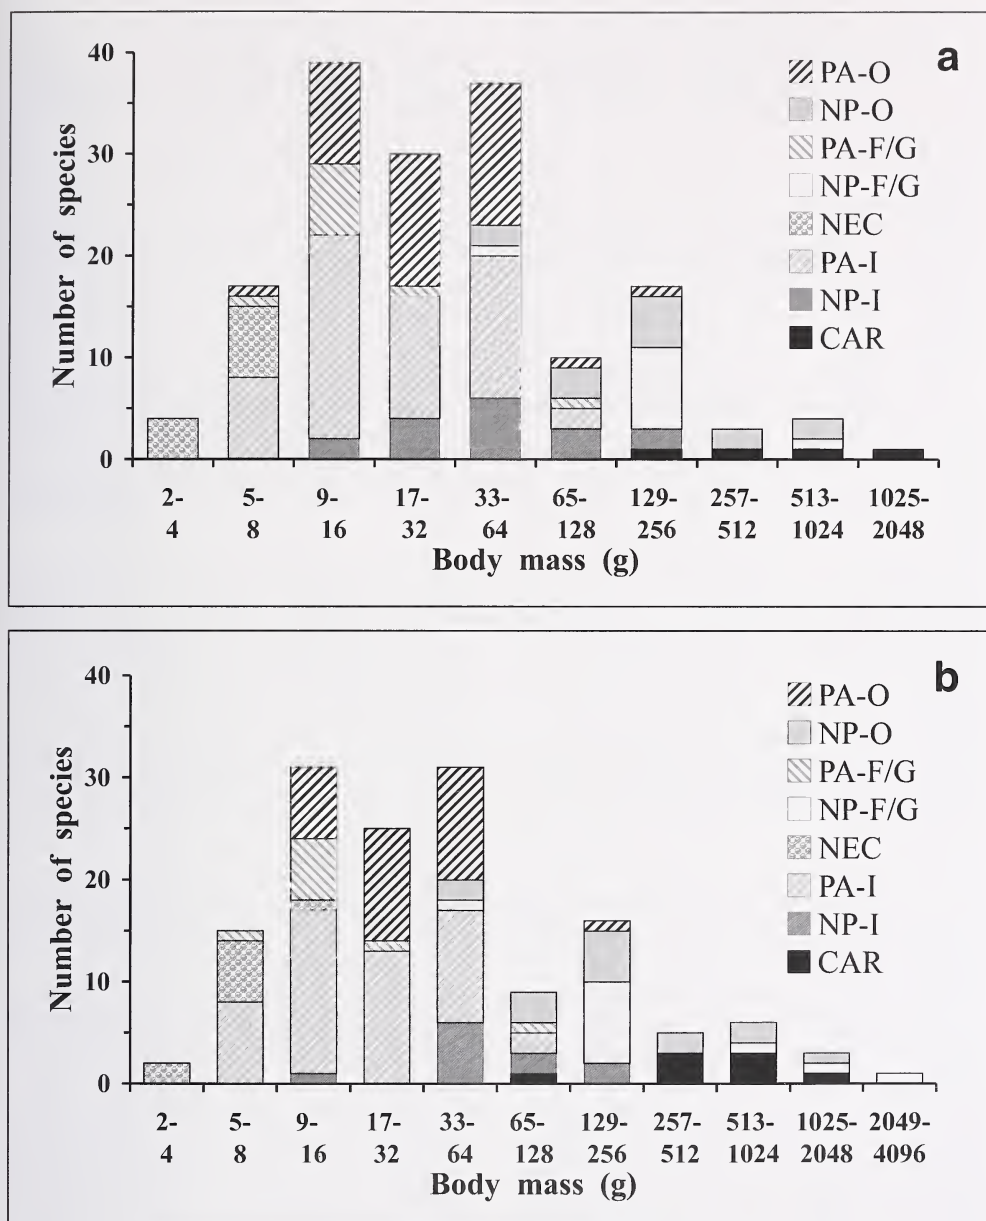 a
40
30
20
10
0
Number of species
PA-O
NP-O
PA-F/G
NP-F/G
NEC
PA-I
NP-I
CAR
2- 5- 9- 17- 33- 65- 129- 257- 513- 1025-
4 8 16 32 64 128 256 512 1024 2048
Body mass (g)
b
40
30
20
10
0
Number of species
PA-O
NP-O
PA-F/G
NP-F/G
NEC
PA-I
NP-I
CAR
2- 5- 9- 17- 33- 65- 129- 257- 513- 1025- 2049-
4 8 16 32 64 128 256 512 1024 2048 4096
Body mass (g)